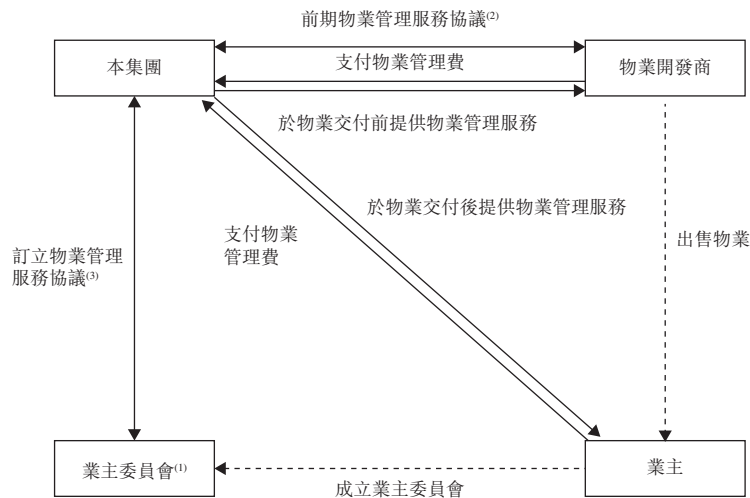 前期物業管理服務協議(2)
本集團
支付物業管理費
物業開發商
於物業交付前提供物業管理服務
於物業交付後提供物業管理服務
支付物業
管理費
出售物業
訂立物業管理
服務協議(3)
業主委員會(1)
業主
成立業主委員會